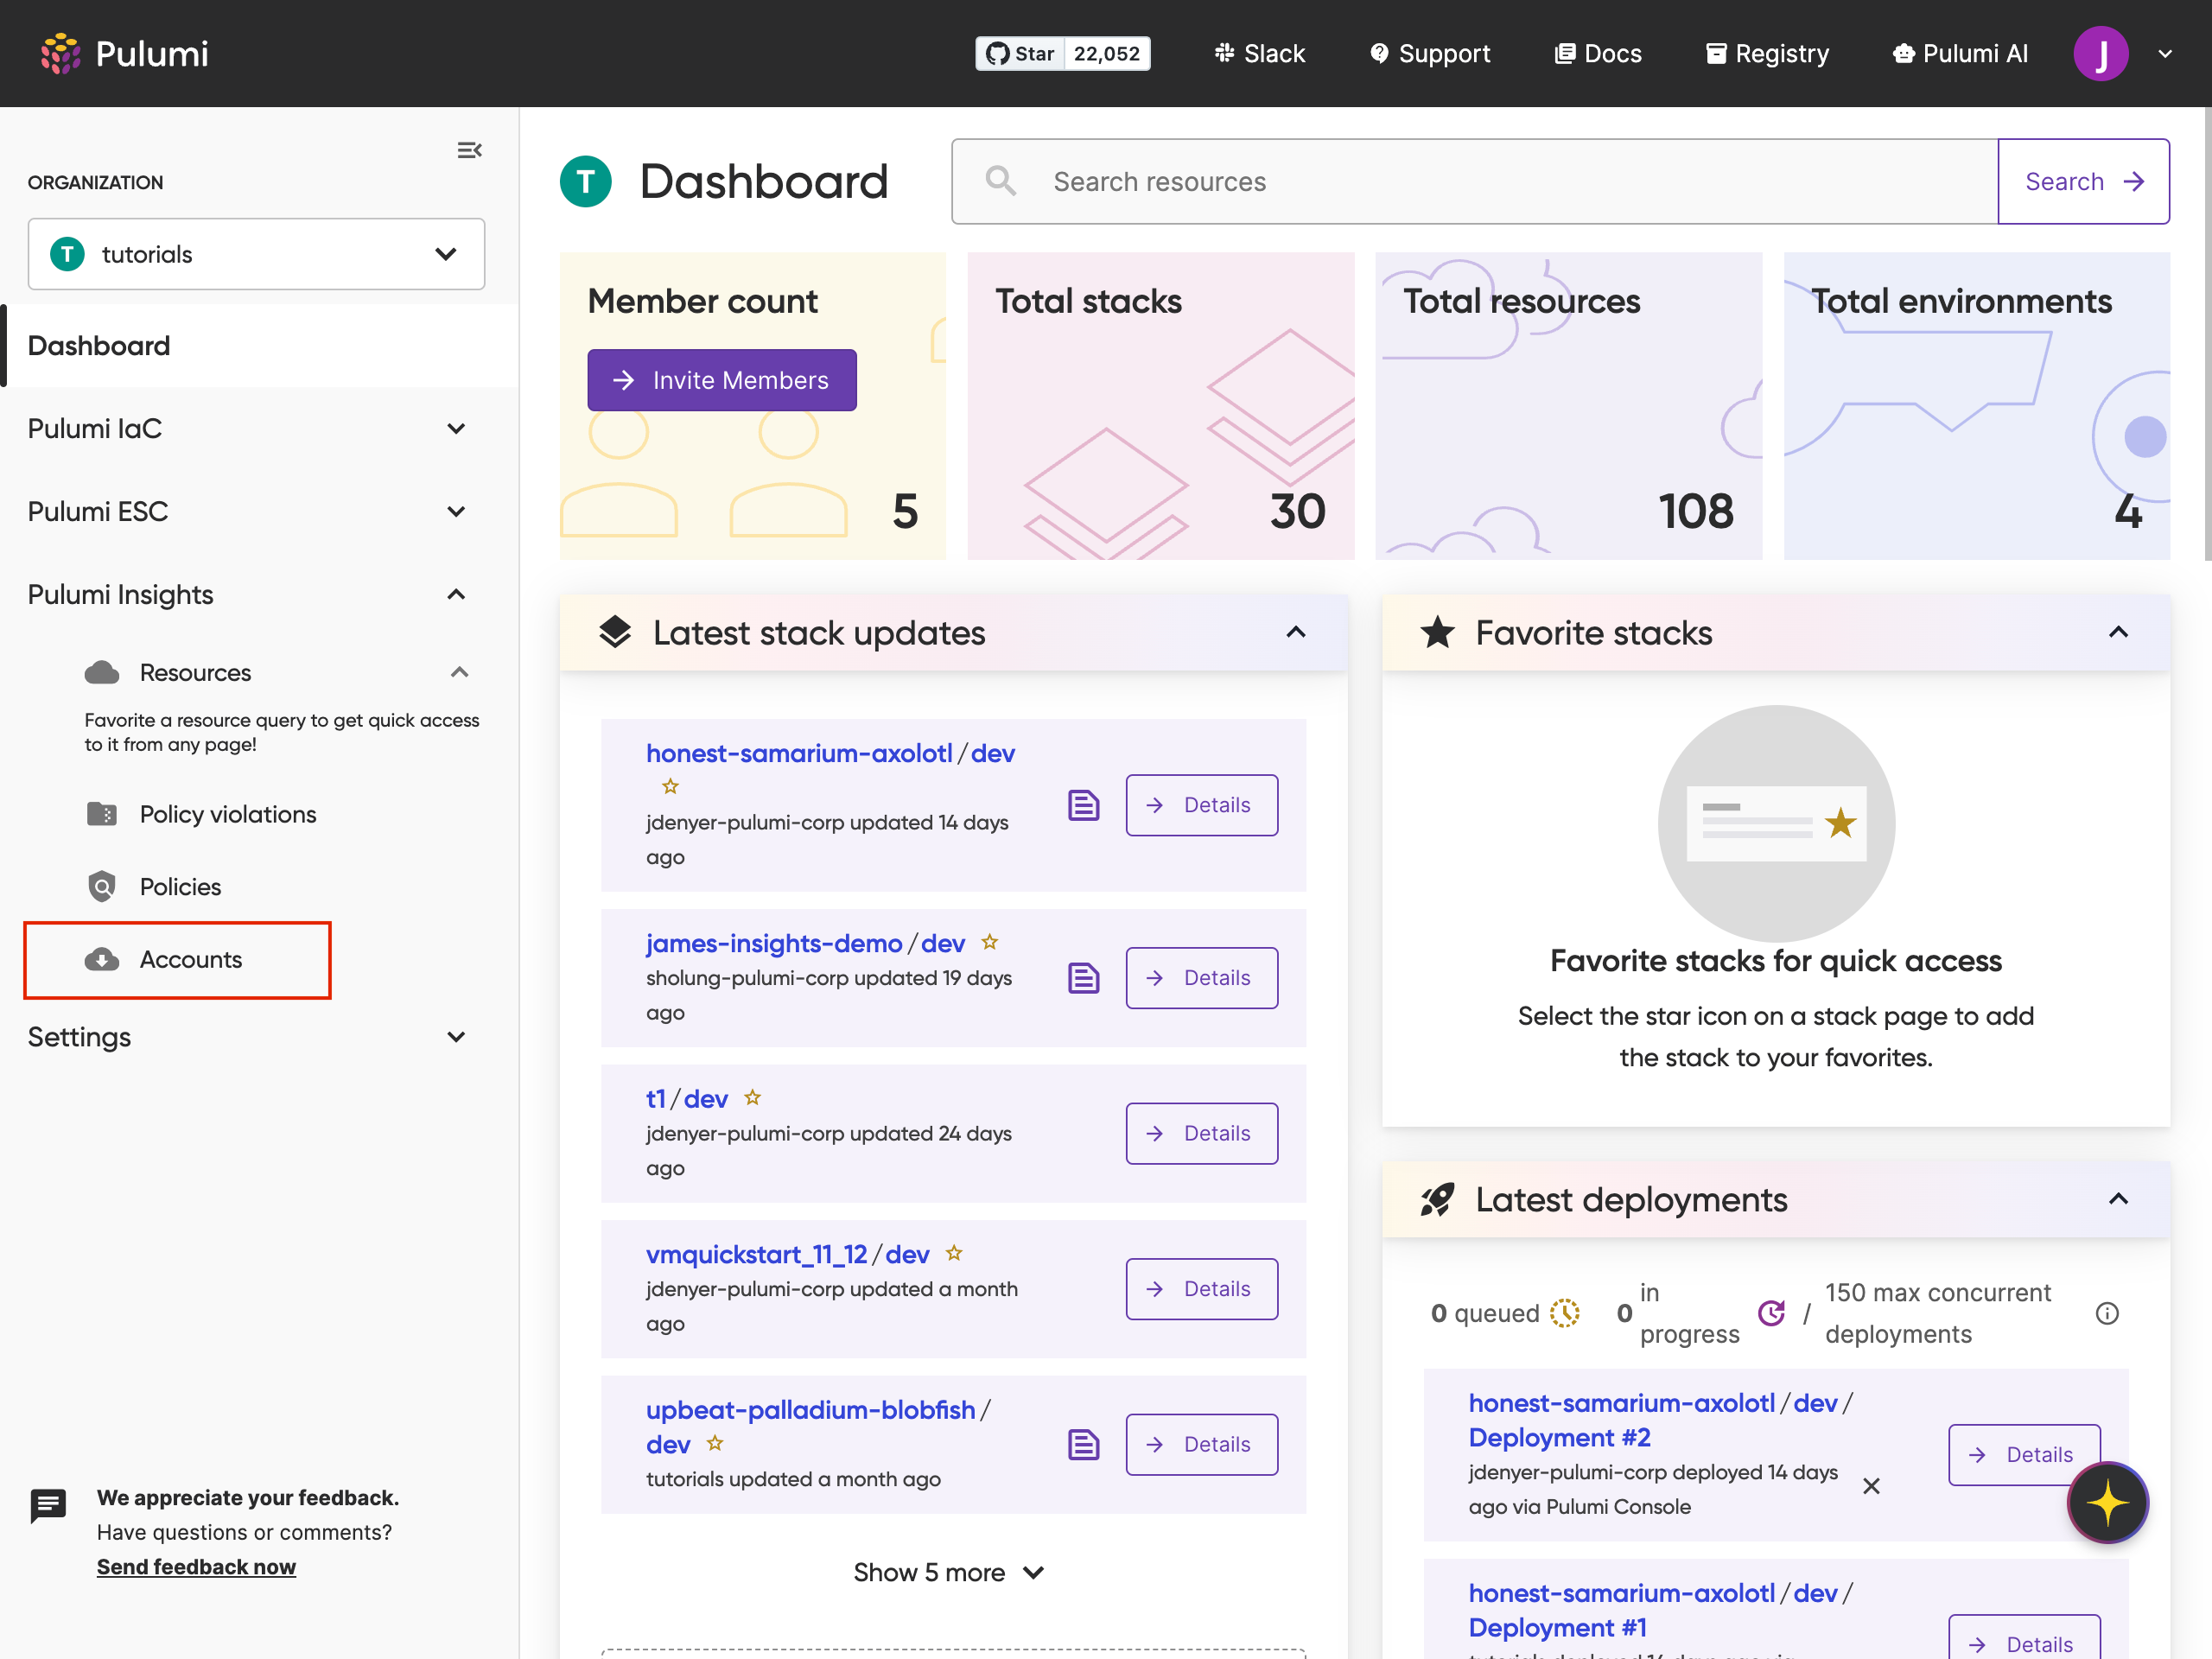 Pulumi
Star 22,052
Slack
Support
Docs
Registry
Pulumi AI
J
ORGANIZATION
T tutorials
Dashboard
Pulumi IaC
Pulumi ESC
Pulumi Insights
Resources
Favorite a resource query to get quick access
to it from any page!
Policy violations
Policies
Accounts
Settings
We appreciate your feedback.
Have questions or comments?
Send feedback now
T Dashboard
Search resources
Search
Member count
Invite Members
5
Total stacks
30
Total resources
108
Total environments
4
Latest stack updates
honest-samarium-axolotl/dev
jdenyer-pulumi-corp updated 14 days
ago
Details
james-insights-demo/dev
sholung-pulumi-corp updated 19 days
ago
Details
t1/dev
jdenyer-pulumi-corp updated 24 days
ago
Details
vmquickstart_11_12/dev
jdenyer-pulumi-corp updated a month
ago
Details
upbeat-palladium-blobfish/
dev
tutorials updated a month ago
Details
Show 5 more
Favorite stacks
Favorite stacks for quick access
Select the star icon on a stack page to add
the stack to your favorites.
Latest deployments
0 queued
0 in
progress
/
150 max concurrent
deployments
honest-samarium-axolotl/dev/
Deployment #2
jdenyer-pulumi-corp deployed 14 days
ago via Pulumi Console
Details
honest-samarium-axolotl/dev/
Deployment #1
tutorials deployed 14 days ago via
Details